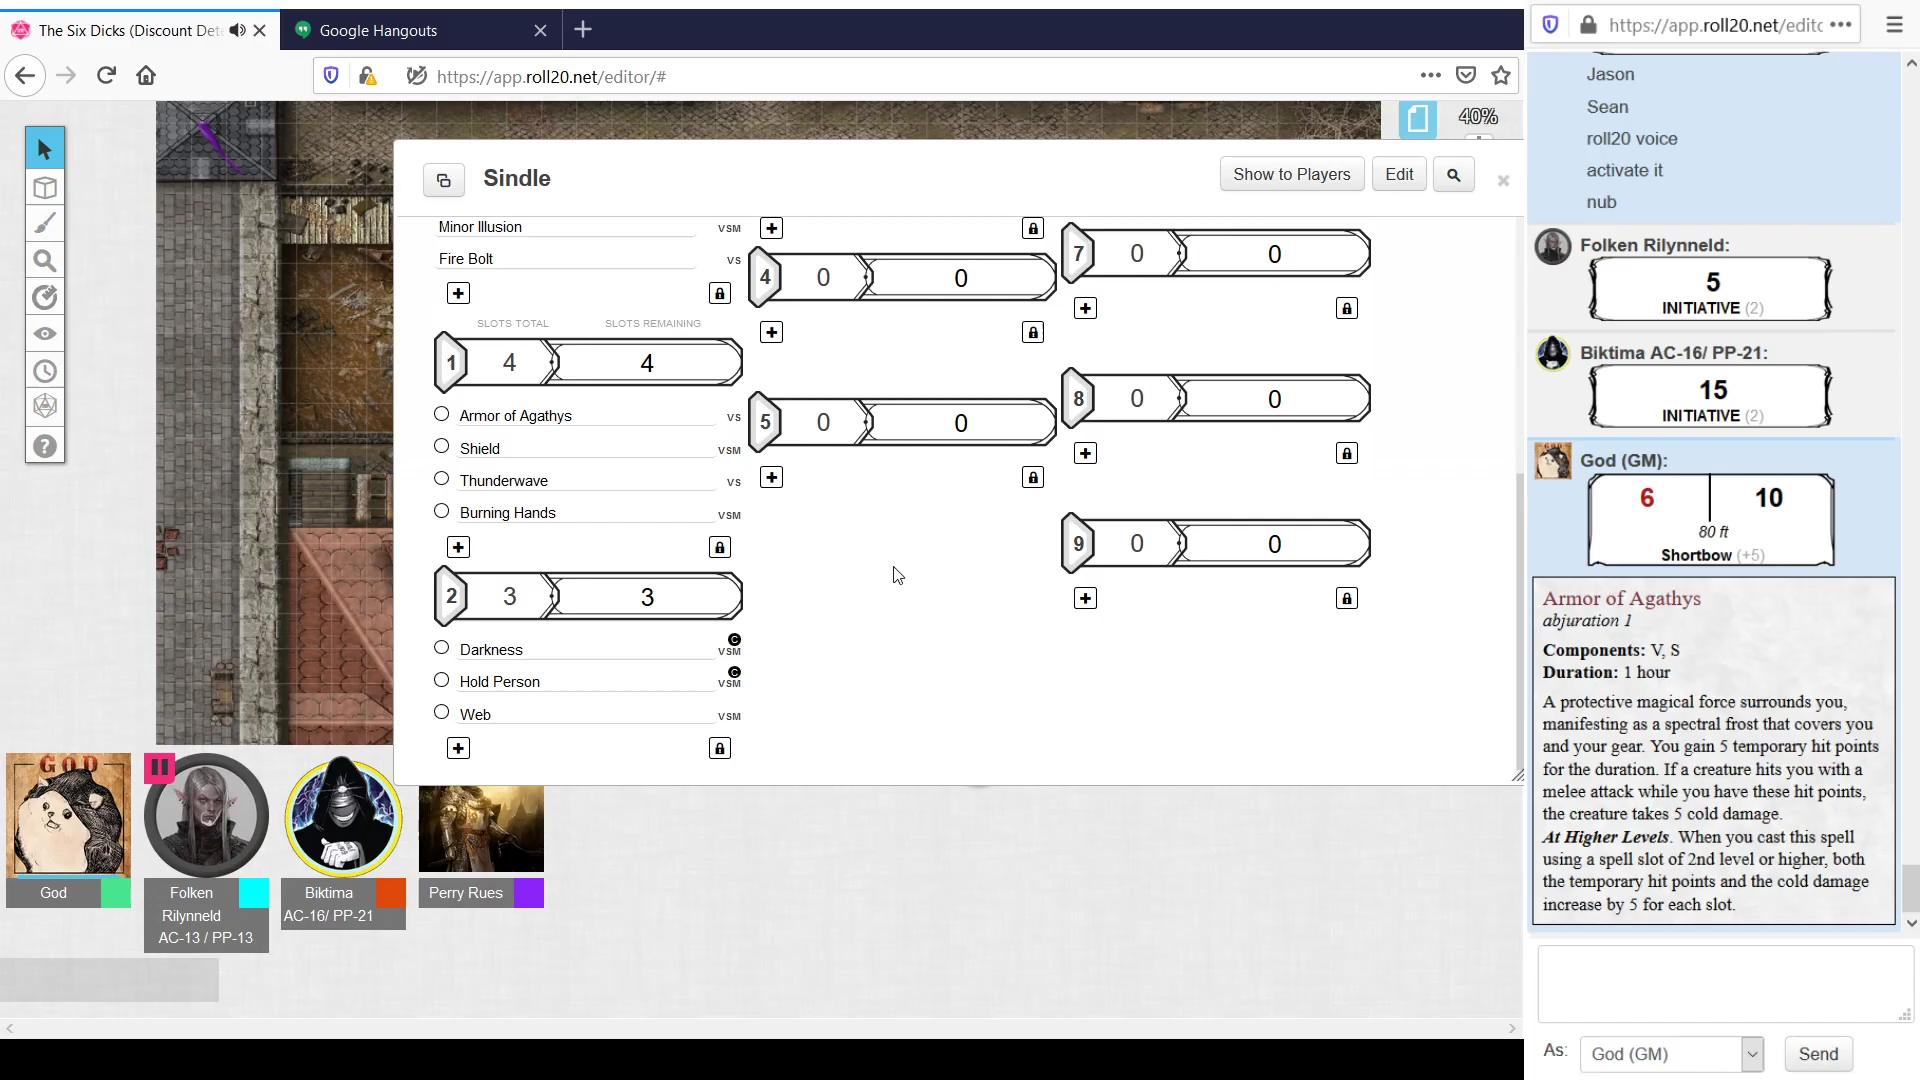 The Six Dicks (Discount Dete
Google Hangouts
https://app.roll20.net/editor/#
https://app.roll20.net/editc
40%
Sindle
Show to Players
Edit
Minor Illusion VSM
Fire Bolt VS
SLOTS TOTAL SLOTS REMAINING
1 4 4
Armor of Agathys VS
Shield VSM
Thunderwave VS
Burning Hands VSM
2 3 3
Darkness C VSM
Hold Person C VSM
Web VSM
4 0 0
5 0 0
7 0 0
8 0 0
9 0 0
GOD
God
Folken
Rilynneld
AC-13 / PP-13
Biktima
AC-16/ PP-21
Perry Rues
Jason
Sean
roll20 voice
activate it
nub
Folken Rilynneld:
5
INITIATIVE (2)
Biktima AC-16/ PP-21:
15
INITIATIVE (2)
God (GM):
6 10
80 ft
Shortbow (+5)
Armor of Agathys
abjuration 1
Components: V, S
Duration: 1 hour
A protective magical force surrounds you,
manifesting as a spectral frost that covers you
and your gear. You gain 5 temporary hit points
for the duration. If a creature hits you with a
melee attack while you have these hit points,
the creature takes 5 cold damage.
At Higher Levels. When you cast this spell
using a spell slot of 2nd level or higher, both
the temporary hit points and the cold damage
increase by 5 for each slot.
As: God (GM) Send